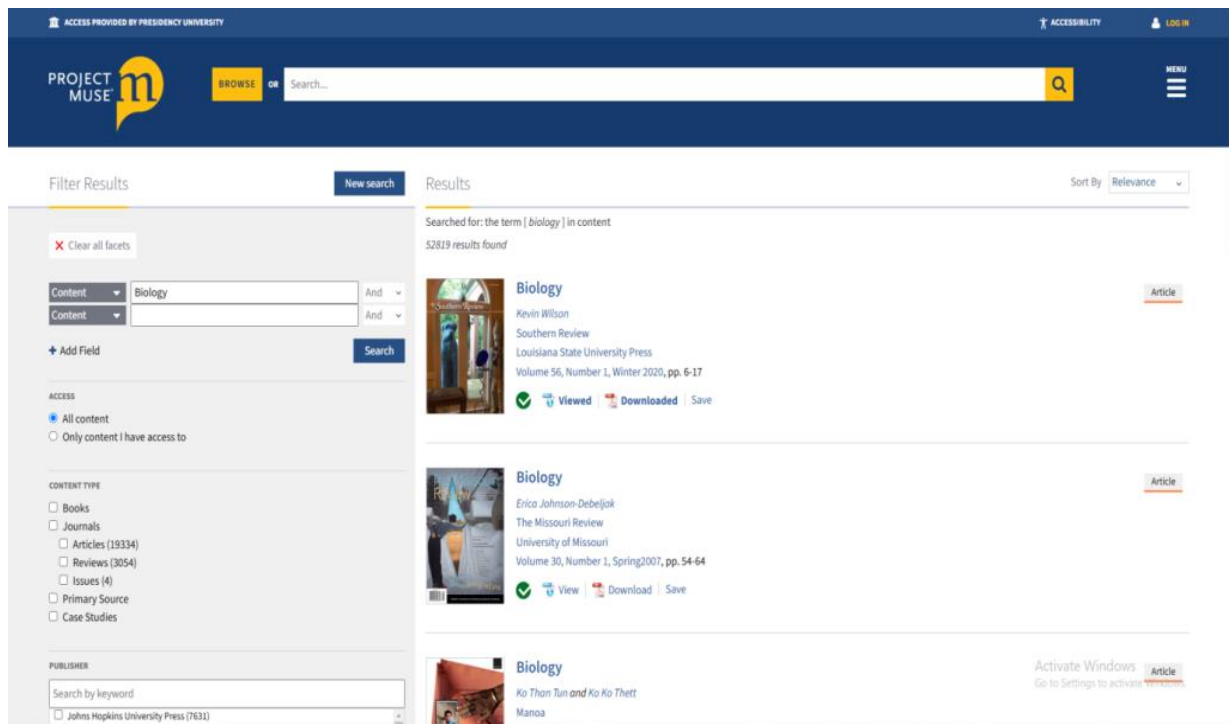 ACCESS PROVIDED BY PRESIDENCY UNIVERSITY
ACCESSIBILITY
LOG IN
PROJECT
MUSE
BROWSE OR Search...
MENU
Filter Results
New search
Clear all facets
Content Biology And
Content And
+ Add Field
Search
ACCESS
All content
Only content I have access to
CONTENT TYPE
Books
Journals
Articles (19334)
Reviews (3054)
Issues (4)
Primary Source
Case Studies
PUBLISHER
Search by keyword
Johns Hopkins University Press (7631)
Results
Sort By Relevance
Searched for: the term [ biology ] in content
52819 results found
Biology
Article
Kevin Wilson
Southern Review
Louisiana State University Press
Volume 56, Number 1, Winter 2020, pp. 6-17
Viewed Downloaded Save
Southern Review
Biology
Article
Erica Johnson-Debeljak
The Missouri Review
University of Missouri
Volume 30, Number 1, Spring2007, pp. 54-64
View Download Save
Biology
Article
Ko Than Tun and Ko Ko Thett
Manoa
Activate Windows
Go to Settings to activate Windows.